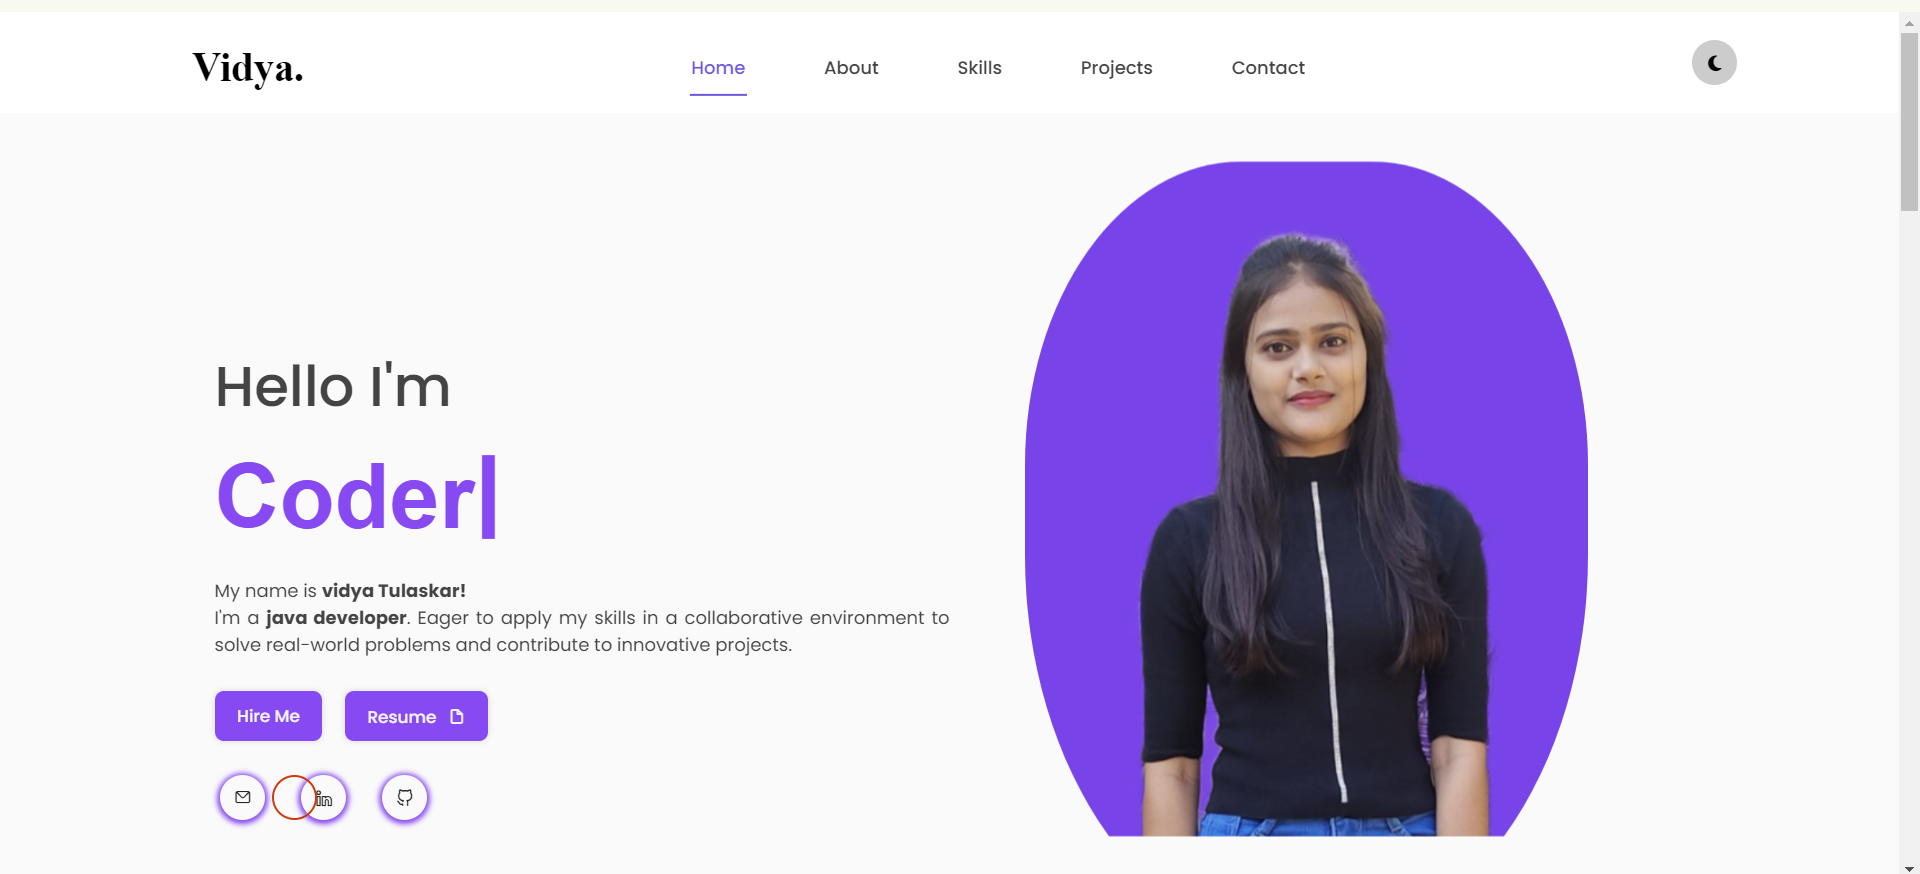 Vidya.
Home About Skills Projects Contact
Hello I'm
Coder|
My name is vidya Tulaskar!
I'm a java developer. Eager to apply my skills in a collaborative environment to
solve real-world problems and contribute to innovative projects.
Hire Me Resume
in